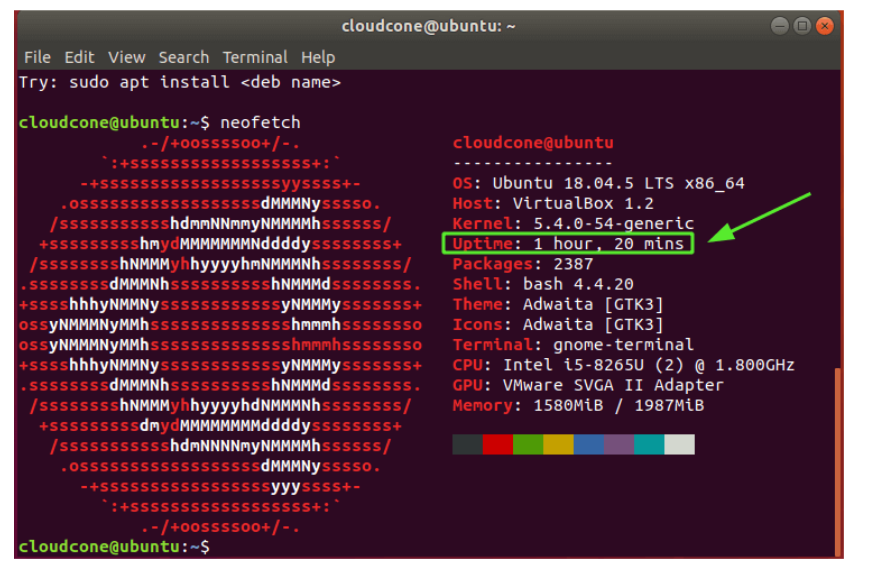 cloudcone@ubuntu: ~
File Edit View Search Terminal Help
Try: sudo apt install <deb name>
cloudcone@ubuntu:~$ neofetch
.-/+oossssoo+/-.
`:+ssssssssssssssssss+:`
-+ssssssssssssssssssyyssss+-
.ossssssssssssssssssdMMMNysssso.
/ssssssssssshdmmNNmmyNMMMMhssssss/
+ssssssssshmydMMMMMMMNddddyssssssss+
/sssssssshNMMMyhhyyyyhmNMMMNhssssssss/
.ssssssssdMMMNhsssssssssshNMMMdssssssss.
+sssshhhyNMMNyssssssssssssyNMMMysssssss+
ossyNMMMNyMMhsssssssssssssshmmmhssssssso
ossyNMMMNyMMhsssssssssssssshmmmhssssssso
+sssshhhyNMMNyssssssssssssyNMMMysssssss+
.ssssssssdMMMNhsssssssssshNMMMdssssssss.
/sssssssshNMMMyhhyyyyhdNMMMNhssssssss/
+sssssssssdmydMMMMMMMMddddyssssssss+
/ssssssssssshdmNNNNmyNMMMMhssssss/
.ossssssssssssssssssdMMMNysssso.
-+sssssssssssssssssyyyssss+-
`:+ssssssssssssssssss+:`
.-/+oossssoo+/-.
cloudcone@ubuntu
----------------
OS: Ubuntu 18.04.5 LTS x86_64
Host: VirtualBox 1.2
Kernel: 5.4.0-54-generic
Uptime: 1 hour, 20 mins
Packages: 2387
Shell: bash 4.4.20
Theme: Adwaita [GTK3]
Icons: Adwaita [GTK3]
Terminal: gnome-terminal
CPU: Intel i5-8265U (2) @ 1.800GHz
GPU: VMware SVGA II Adapter
Memory: 1580MiB / 1987MiB
cloudcone@ubuntu:~$